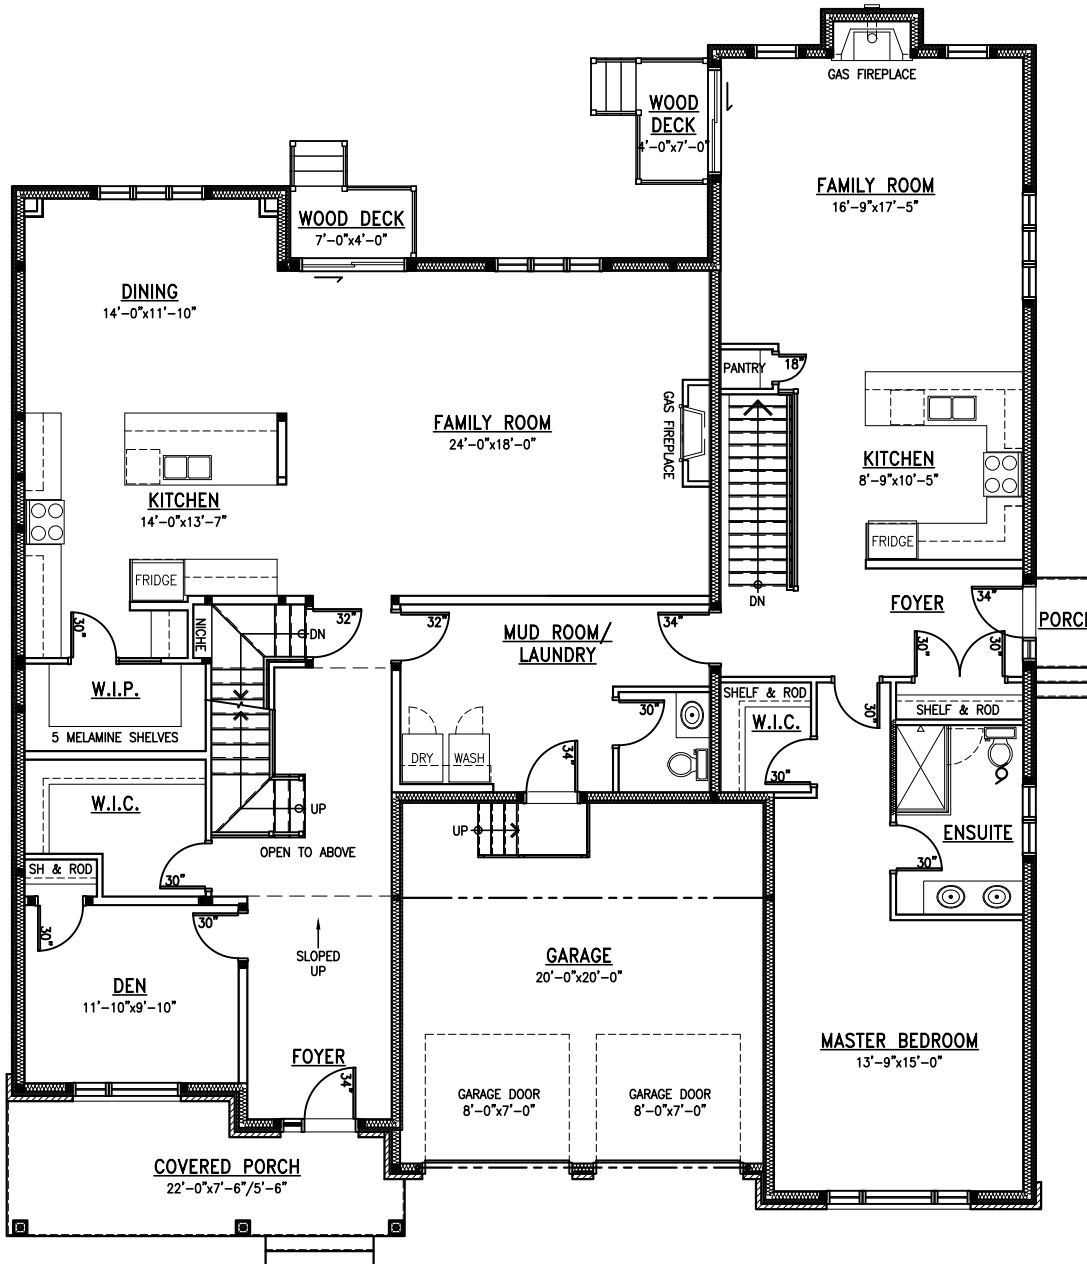 GAS FIREPLACE
WOOD
DECK
4'-0"x7'-0"
FAMILY ROOM
16'-9"x17'-5"
WOOD DECK
7'-0"x4'-0"
DINING
14'-0"x11'-10"
PANTRY
18"
GAS FIREPLACE
FAMILY ROOM
24'-0"x18'-0"
KITCHEN
8'-9"x10'-5"
KITCHEN
14'-0"x13'-7"
FRIDGE
FRIDGE
DN
FOYER
34"
PORCH
30"
NICHE
DN
32"
32"
MUD ROOM/
LAUNDRY
34"
30"
30"
W.I.P.
5 MELAMINE SHELVES
SHELF & ROD
W.I.C.
30"
SHELF & ROD
30"
DRY
WASH
34"
30"
W.I.C.
UP
UP
OPEN TO ABOVE
ENSUITE
30"
SH & ROD
30"
30"
30"
SLOPED
UP
GARAGE
20'-0"x20'-0"
DEN
11'-10"x9'-10"
FOYER
34"
MASTER BEDROOM
13'-9"x15'-0"
GARAGE DOOR
8'-0"x7'-0"
GARAGE DOOR
8'-0"x7'-0"
COVERED PORCH
22'-0"x7'-6"/5'-6"